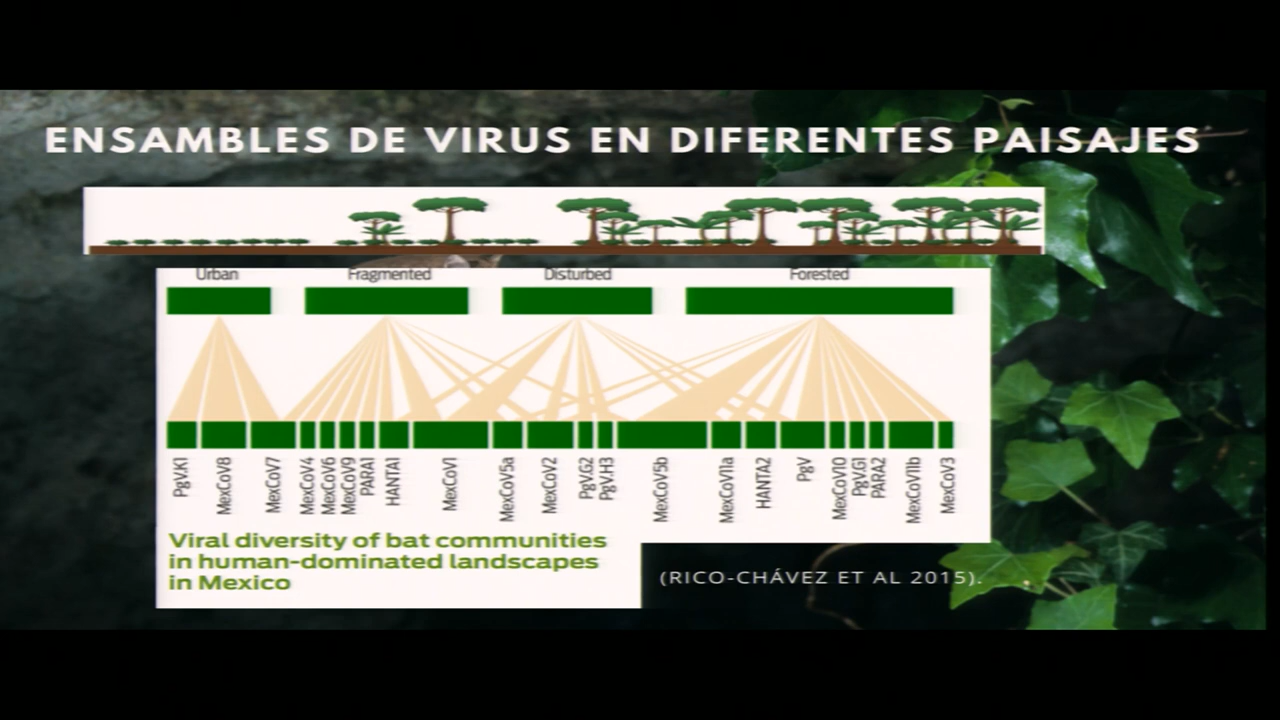 ENSAMBLES DE VIRUS EN DIFERENTES PAISAJES
Urban Fragmented Disturbed Forested
PgV.K1 MexCoV8 MexCoV7 MexCoV4 MexCoV6 MexCoV9 PARA1 HANTA1 MexCoV1 MexCoV5a MexCoV2 PgV.G2 PgV.H3 MexCoV5b MexCoV11a HANTA2 PgV MexCoV10 PgV.G1 PARA2 MexCoV11b MexCoV3
Viral diversity of bat communities
in human-dominated landscapes
in Mexico
(RICO-CHÁVEZ ET AL 2015).